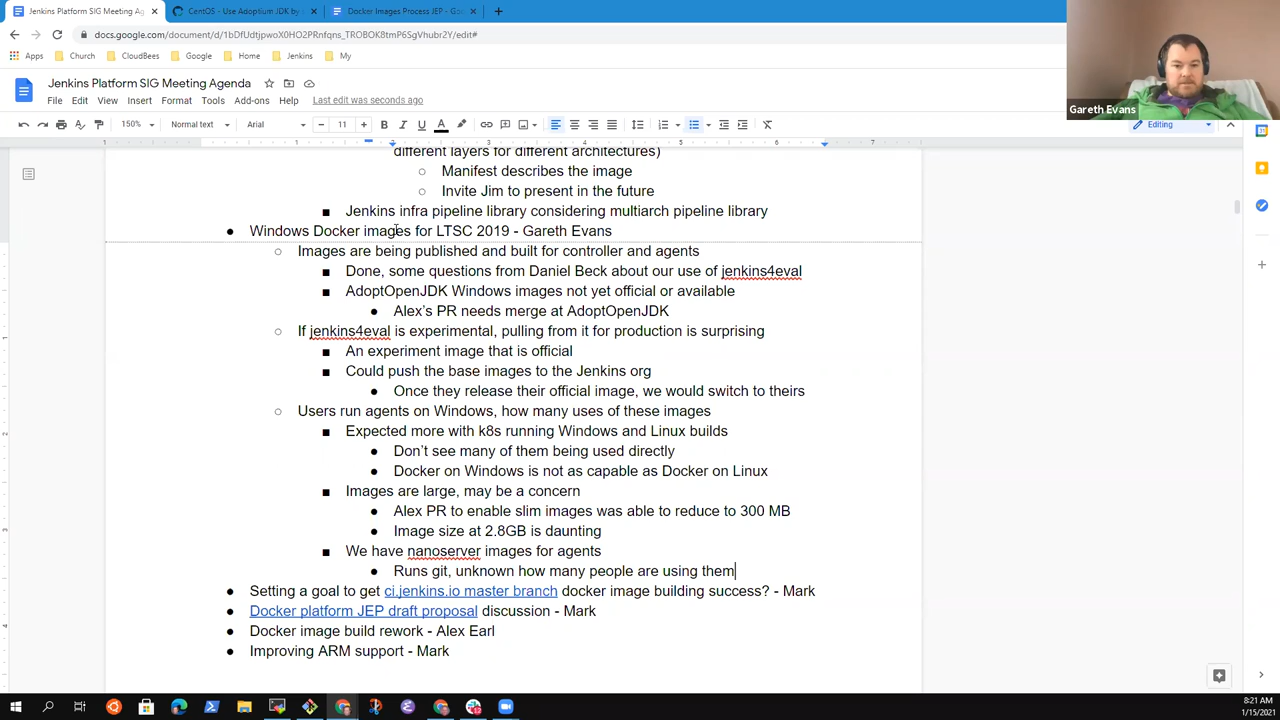 Jenkins Platform SIG Meeting Ag
CentOS - Use Adoptium JDK by
Docker Images Process JEP - Go
docs.google.com/document/d/1bDfUdtjpwoX0HO2PRnfqns_TROBOK8tmP6SgVhubr2Y/edit#
Apps Church CloudBees Google Home Jenkins My
Jenkins Platform SIG Meeting Agenda
File Edit View Insert Format Tools Add-ons Help Last edit was seconds ago
150% Normal text Arial 11 Editing
Gareth Evans
different layers for different architectures)
Manifest describes the image
Invite Jim to present in the future
Jenkins infra pipeline library considering multiarch pipeline library
Windows Docker images for LTSC 2019 - Gareth Evans
Images are being published and built for controller and agents
Done, some questions from Daniel Beck about our use of jenkins4eval
AdoptOpenJDK Windows images not yet official or available
Alex's PR needs merge at AdoptOpenJDK
If jenkins4eval is experimental, pulling from it for production is surprising
An experiment image that is official
Could push the base images to the Jenkins org
Once they release their official image, we would switch to theirs
Users run agents on Windows, how many uses of these images
Expected more with k8s running Windows and Linux builds
Don't see many of them being used directly
Docker on Windows is not as capable as Docker on Linux
Images are large, may be a concern
Alex PR to enable slim images was able to reduce to 300 MB
Image size at 2.8GB is daunting
We have nanoserver images for agents
Runs git, unknown how many people are using them
Setting a goal to get ci.jenkins.io master branch docker image building success? - Mark
Docker platform JEP draft proposal discussion - Mark
Docker image build rework - Alex Earl
Improving ARM support - Mark
8:21 AM
1/15/2021